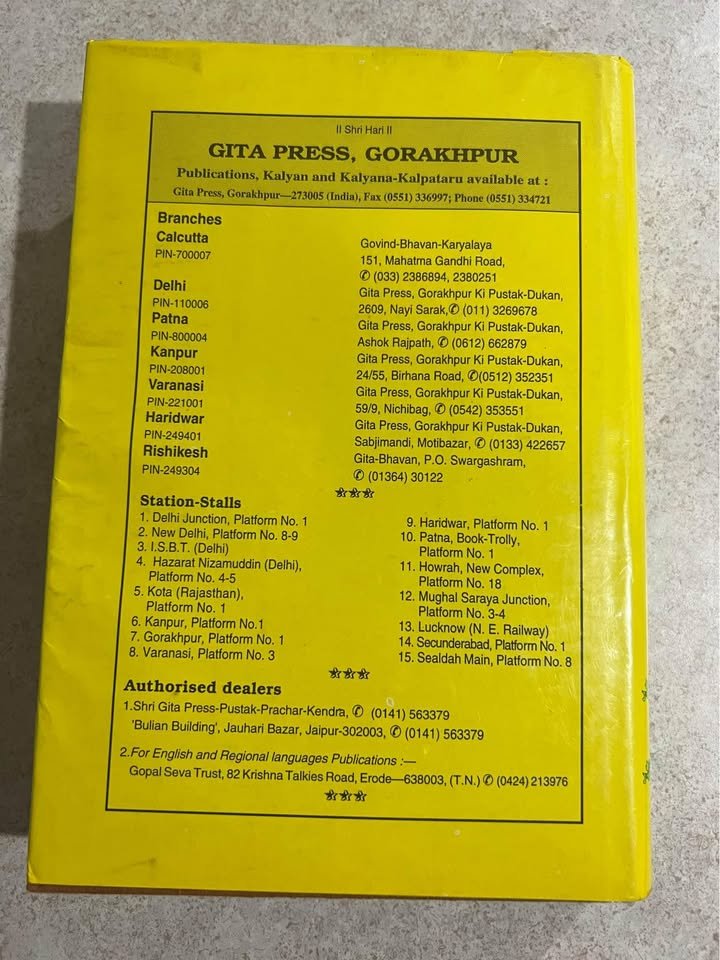 II Shri Hari II
GITA PRESS, GORAKHPUR
Publications, Kalyan and Kalyana-Kalpataru available at :
Gita Press, Gorakhpur—273005 (India), Fax (0551) 336997; Phone (0551) 334721
Branches
Calcutta
PIN-700007
Govind-Bhavan-Karyalaya
151, Mahatma Gandhi Road,
✆ (033) 2386894, 2380251
Delhi
PIN-110006
Gita Press, Gorakhpur Ki Pustak-Dukan,
2609, Nayi Sarak,✆ (011) 3269678
Patna
PIN-800004
Gita Press, Gorakhpur Ki Pustak-Dukan,
Ashok Rajpath, ✆ (0612) 662879
Kanpur
PIN-208001
Gita Press, Gorakhpur Ki Pustak-Dukan,
24/55, Birhana Road, ✆(0512) 352351
Varanasi
PIN-221001
Gita Press, Gorakhpur Ki Pustak-Dukan,
59/9, Nichibag, ✆ (0542) 353551
Haridwar
PIN-249401
Gita Press, Gorakhpur Ki Pustak-Dukan,
Sabjimandi, Motibazar, ✆ (0133) 422657
Rishikesh
PIN-249304
Gita-Bhavan, P.O. Swargashram,
✆ (01364) 30122
Station-Stalls
1. Delhi Junction, Platform No. 1
2. New Delhi, Platform No. 8-9
3. I.S.B.T. (Delhi)
4. Hazarat Nizamuddin (Delhi),
Platform No. 4-5
5. Kota (Rajasthan),
Platform No. 1
6. Kanpur, Platform No.1
7. Gorakhpur, Platform No. 1
8. Varanasi, Platform No. 3
9. Haridwar, Platform No. 1
10. Patna, Book-Trolly,
Platform No. 1
11. Howrah, New Complex,
Platform No. 18
12. Mughal Saraya Junction,
Platform No. 3-4
13. Lucknow (N. E. Railway)
14. Secunderabad, Platform No. 1
15. Sealdah Main, Platform No. 8
Authorised dealers
1.Shri Gita Press-Pustak-Prachar-Kendra, ✆ (0141) 563379
'Bulian Building', Jauhari Bazar, Jaipur-302003, ✆ (0141) 563379
2.For English and Regional languages Publications :—
Gopal Seva Trust, 82 Krishna Talkies Road, Erode—638003, (T.N.) ✆ (0424) 213976